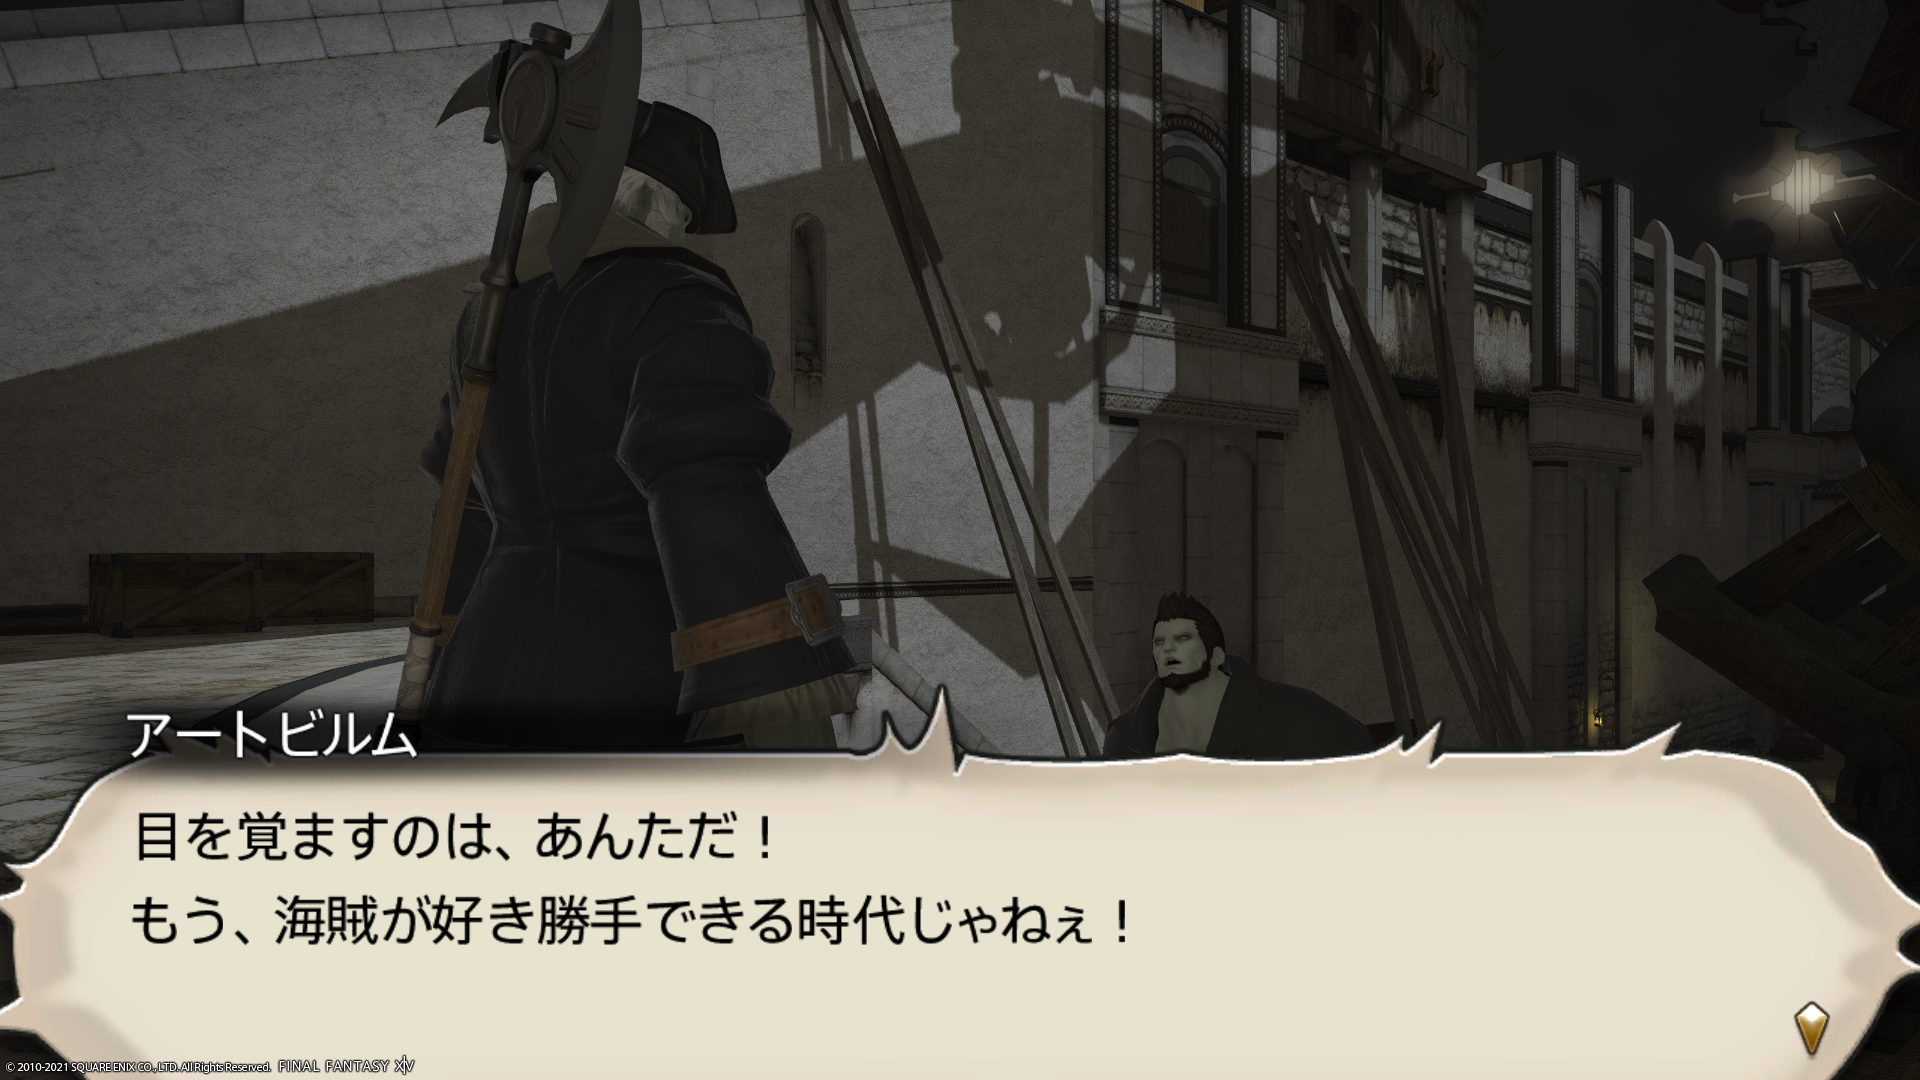 アートビルム
目を覚ますのは、あんただ！
もう、海賊が好き勝手できる時代じゃねぇ！
© 2010-2021 SQUARE ENIX CO., LTD. All Rights Reserved. FINAL FANTASY XIV